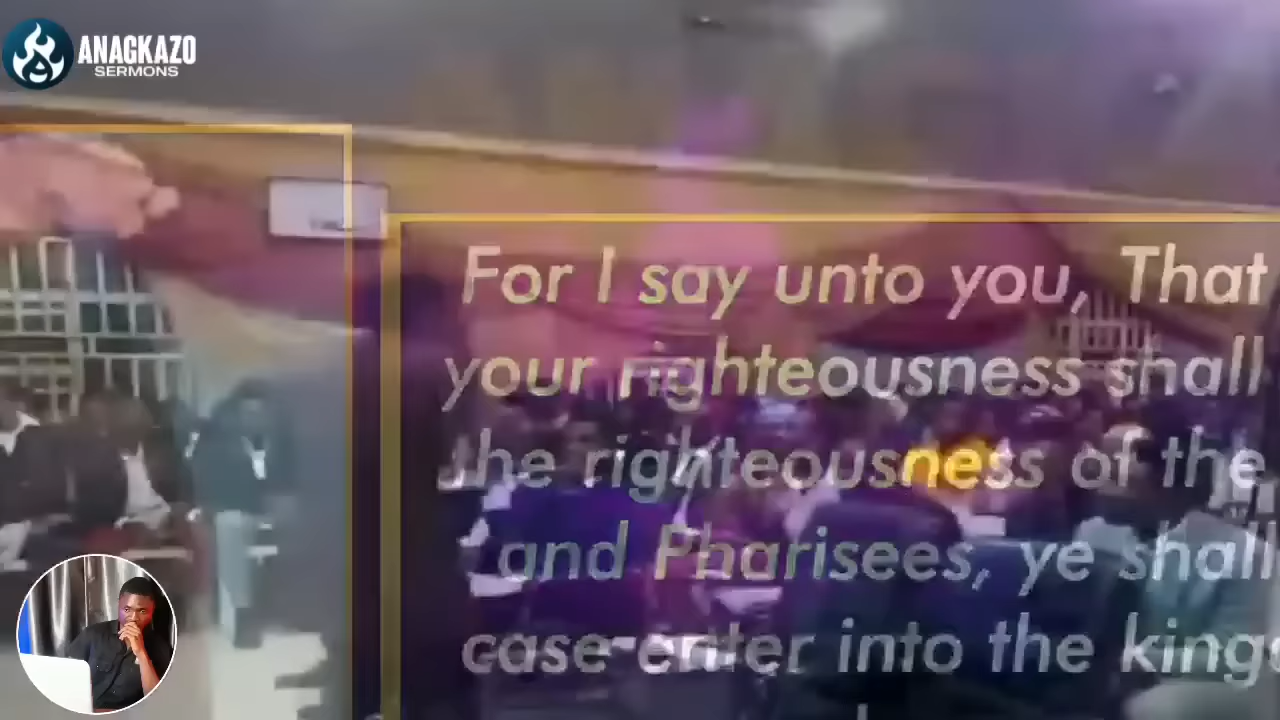 ANAGKAZO
SERMONS
For I say unto you, That
your righteousness shall
the righteousness of the
and Pharisees, ye shall
case enter into the kings